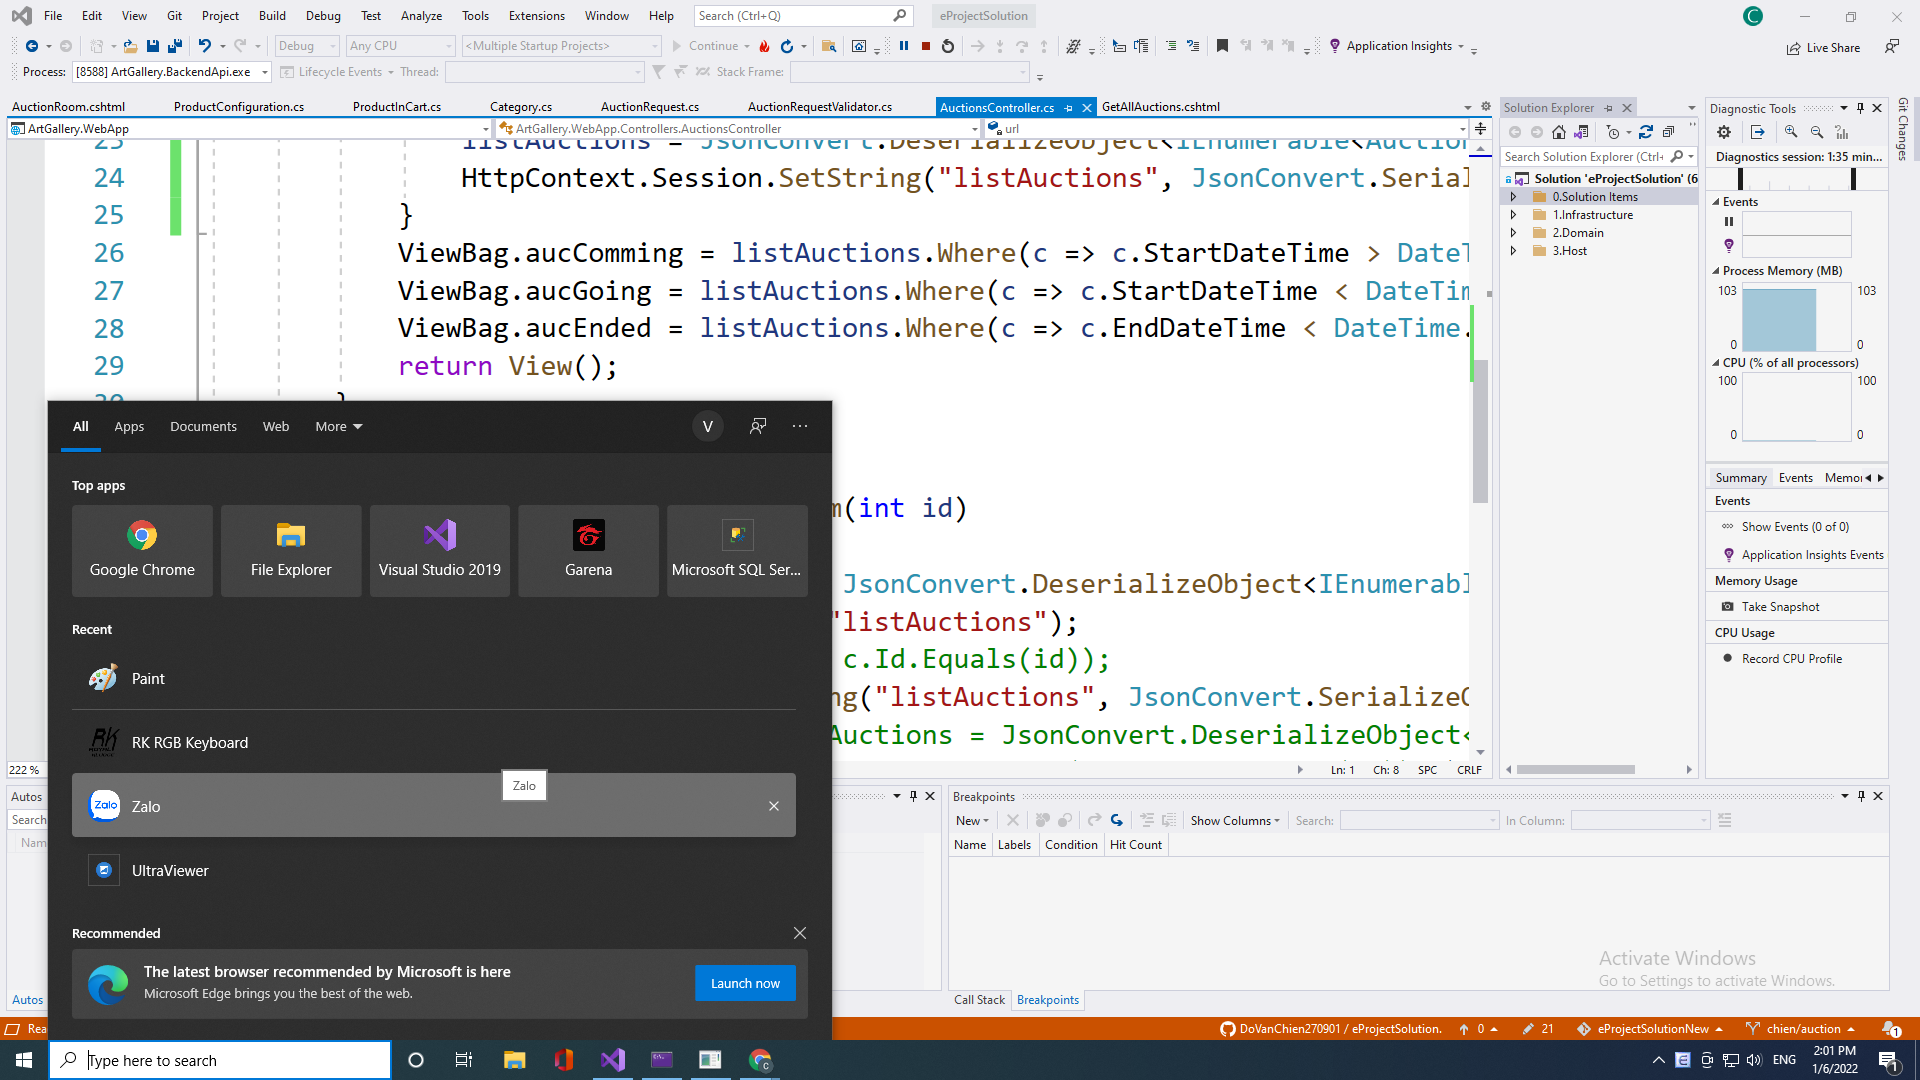 File Edit View Git Project Build Debug Test Analyze Tools Extensions Window Help Search (Ctrl+Q) eProjectSolution C
Debug Any CPU <Multiple Startup Projects> Continue Application Insights Live Share
Process: [8588] ArtGallery.BackendApi.exe Lifecycle Events Thread: Stack Frame:
AuctionRoom.cshtml ProductConfiguration.cs ProductInCart.cs Category.cs AuctionRequest.cs AuctionRequestValidator.cs AuctionsController.cs GetAllAuctions.cshtml
ArtGallery.WebApp ArtGallery.WebApp.Controllers.AuctionsController url
23 listAuctions = JsonConvert.DeserializeObject<IEnumerable<Auction
24 HttpContext.Session.SetString("listAuctions", JsonConvert.Serial
25 }
26 ViewBag.aucComming = listAuctions.Where(c => c.StartDateTime > DateT
27 ViewBag.aucGoing = listAuctions.Where(c => c.StartDateTime < DateTim
28 ViewBag.aucEnded = listAuctions.Where(c => c.EndDateTime < DateTime.
29 return View();
30 }
m(int id)
JsonConvert.DeserializeObject<IEnumerabl
"listAuctions");
c.Id.Equals(id));
ng("listAuctions", JsonConvert.SerializeO
Auctions = JsonConvert.DeserializeObject<
222 % Ln: 1 Ch: 8 SPC CRLF
All Apps Documents Web More V
Top apps
Google Chrome File Explorer Visual Studio 2019 Garena Microsoft SQL Ser...
Recent
Paint
RK RGB Keyboard
Zalo
Zalo
Zalo
UltraViewer
Recommended
The latest browser recommended by Microsoft is here
Microsoft Edge brings you the best of the web.
Launch now
Solution Explorer
Search Solution Explorer (Ctrl+
Solution 'eProjectSolution' (6
0.Solution Items
1.Infrastructure
2.Domain
3.Host
Diagnostic Tools
Diagnostics session: 1:35 min...
Events
Process Memory (MB)
103 103
0 0
CPU (% of all processors)
100 100
0 0
Summary Events Memor
Events
Show Events (0 of 0)
Application Insights Events
Memory Usage
Take Snapshot
CPU Usage
Record CPU Profile
Git Changes
Autos
Search
Nam
Autos
Breakpoints
New Show Columns Search: In Column:
Name Labels Condition Hit Count
Activate Windows
Go to Settings to activate Windows.
Call Stack Breakpoints
Rea DoVanChien270901 / eProjectSolution. 0 21 eProjectSolutionNew chien/auction 1
Type here to search
C
ENG
2:01 PM
1/6/2022
1